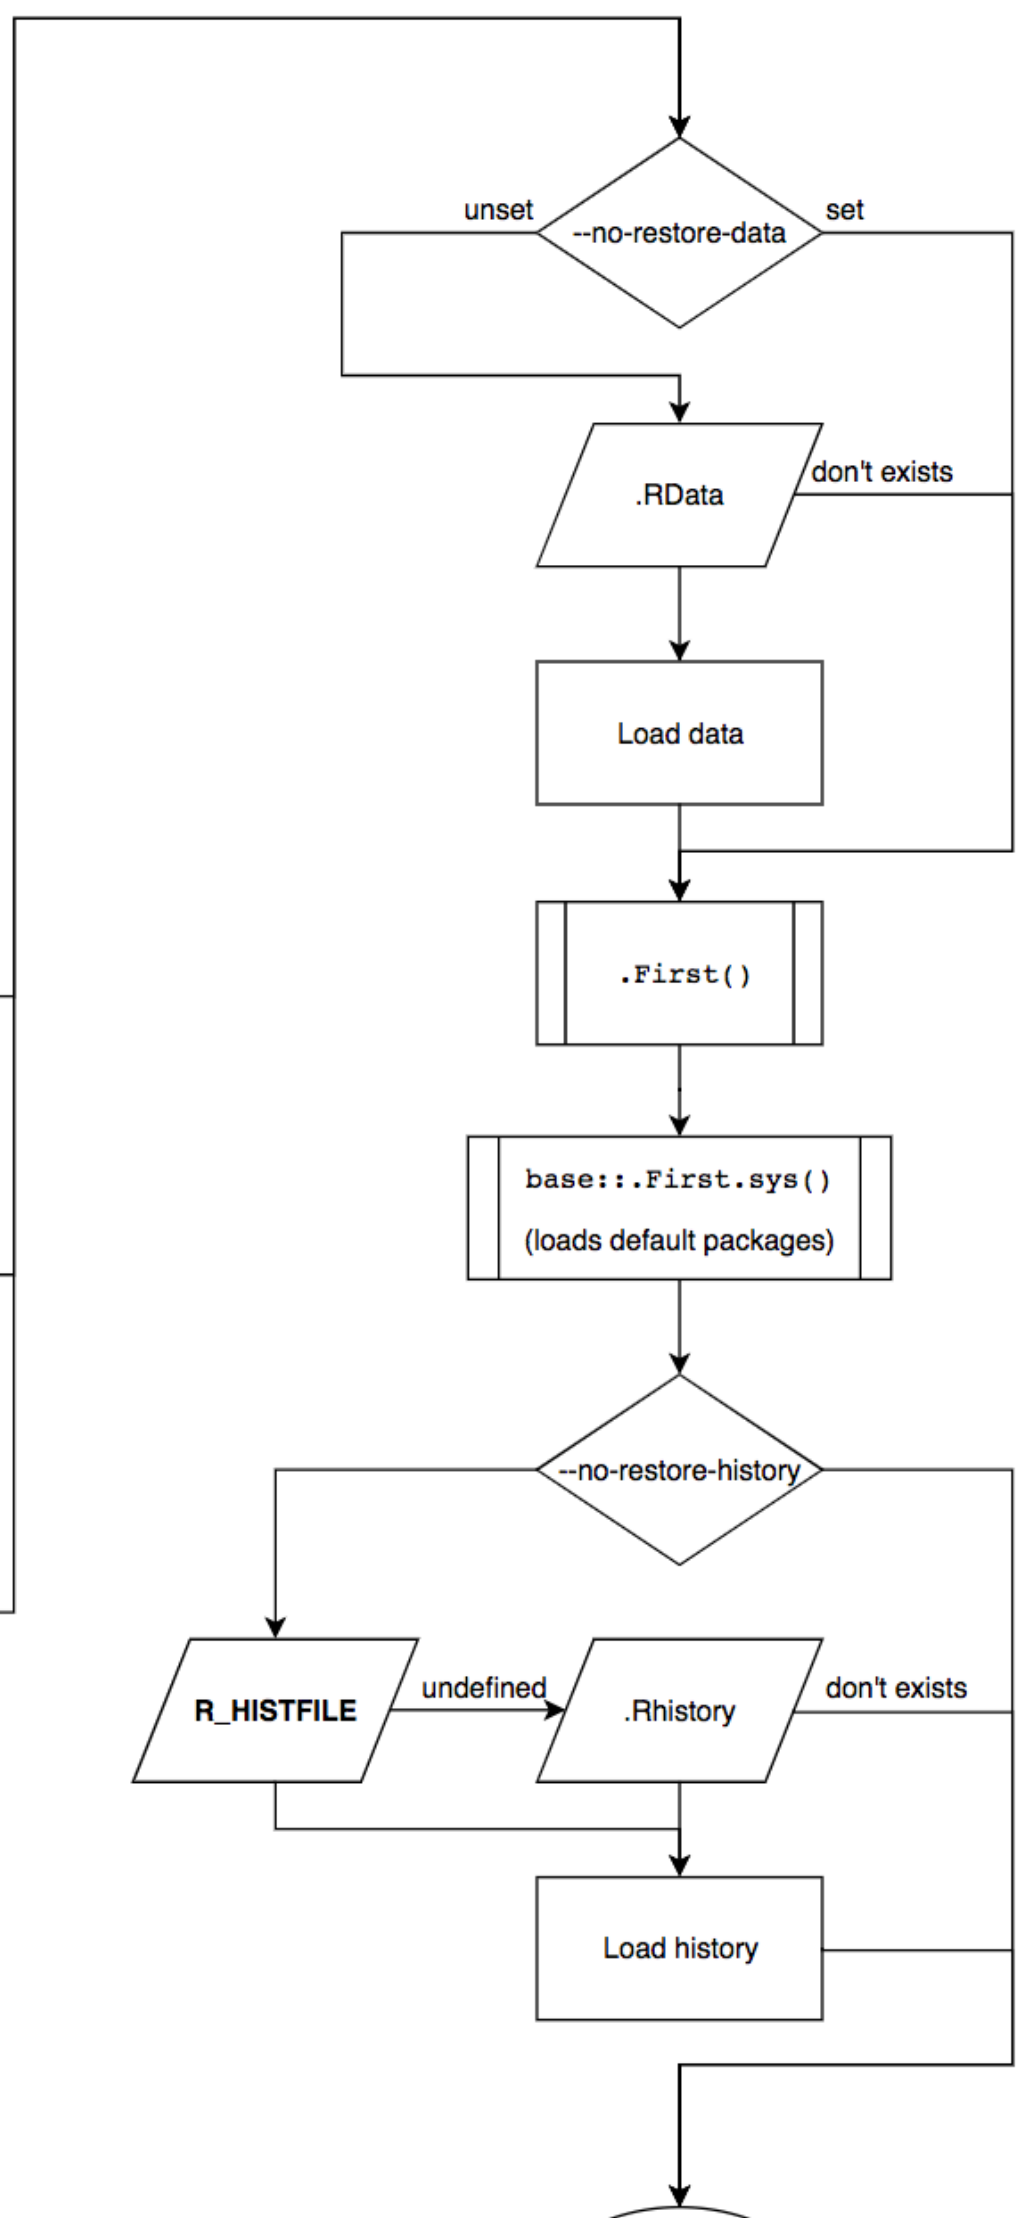 unset
set
--no-restore-data
don't exists
.RData
Load data
.First()
base::.First.sys()
(loads default packages)
--no-restore-history
undefined
don't exists
R_HISTFILE
.Rhistory
Load history